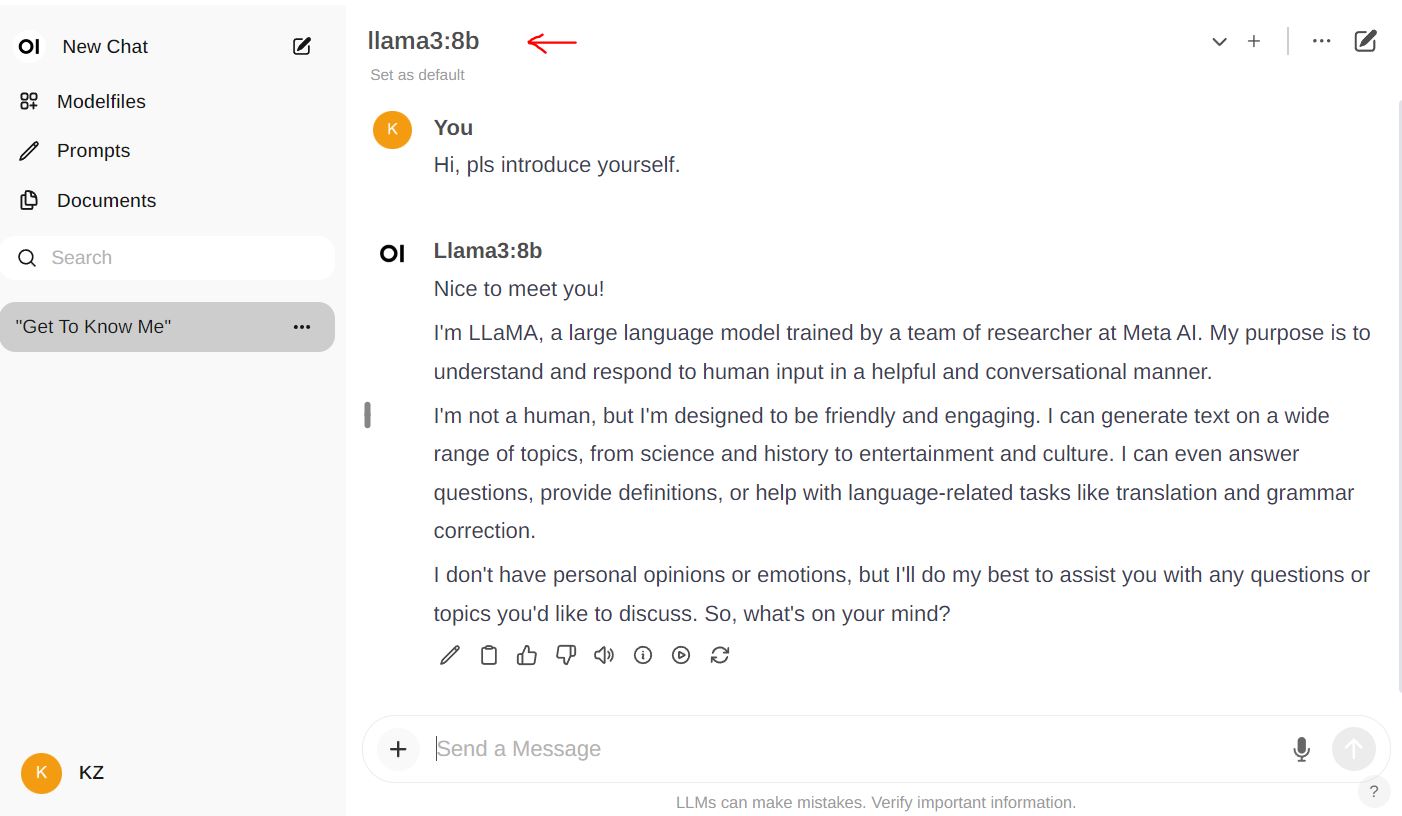 OI New Chat
Modelfiles
Prompts
Documents
Search
"Get To Know Me"
K KZ
llama3:8b
Set as default
K You
Hi, pls introduce yourself.
OI Llama3:8b
Nice to meet you!
I'm LLaMA, a large language model trained by a team of researcher at Meta AI. My purpose is to
understand and respond to human input in a helpful and conversational manner.
I'm not a human, but I'm designed to be friendly and engaging. I can generate text on a wide
range of topics, from science and history to entertainment and culture. I can even answer
questions, provide definitions, or help with language-related tasks like translation and grammar
correction.
I don't have personal opinions or emotions, but I'll do my best to assist you with any questions or
topics you'd like to discuss. So, what's on your mind?
Send a Message
LLMs can make mistakes. Verify important information.
?